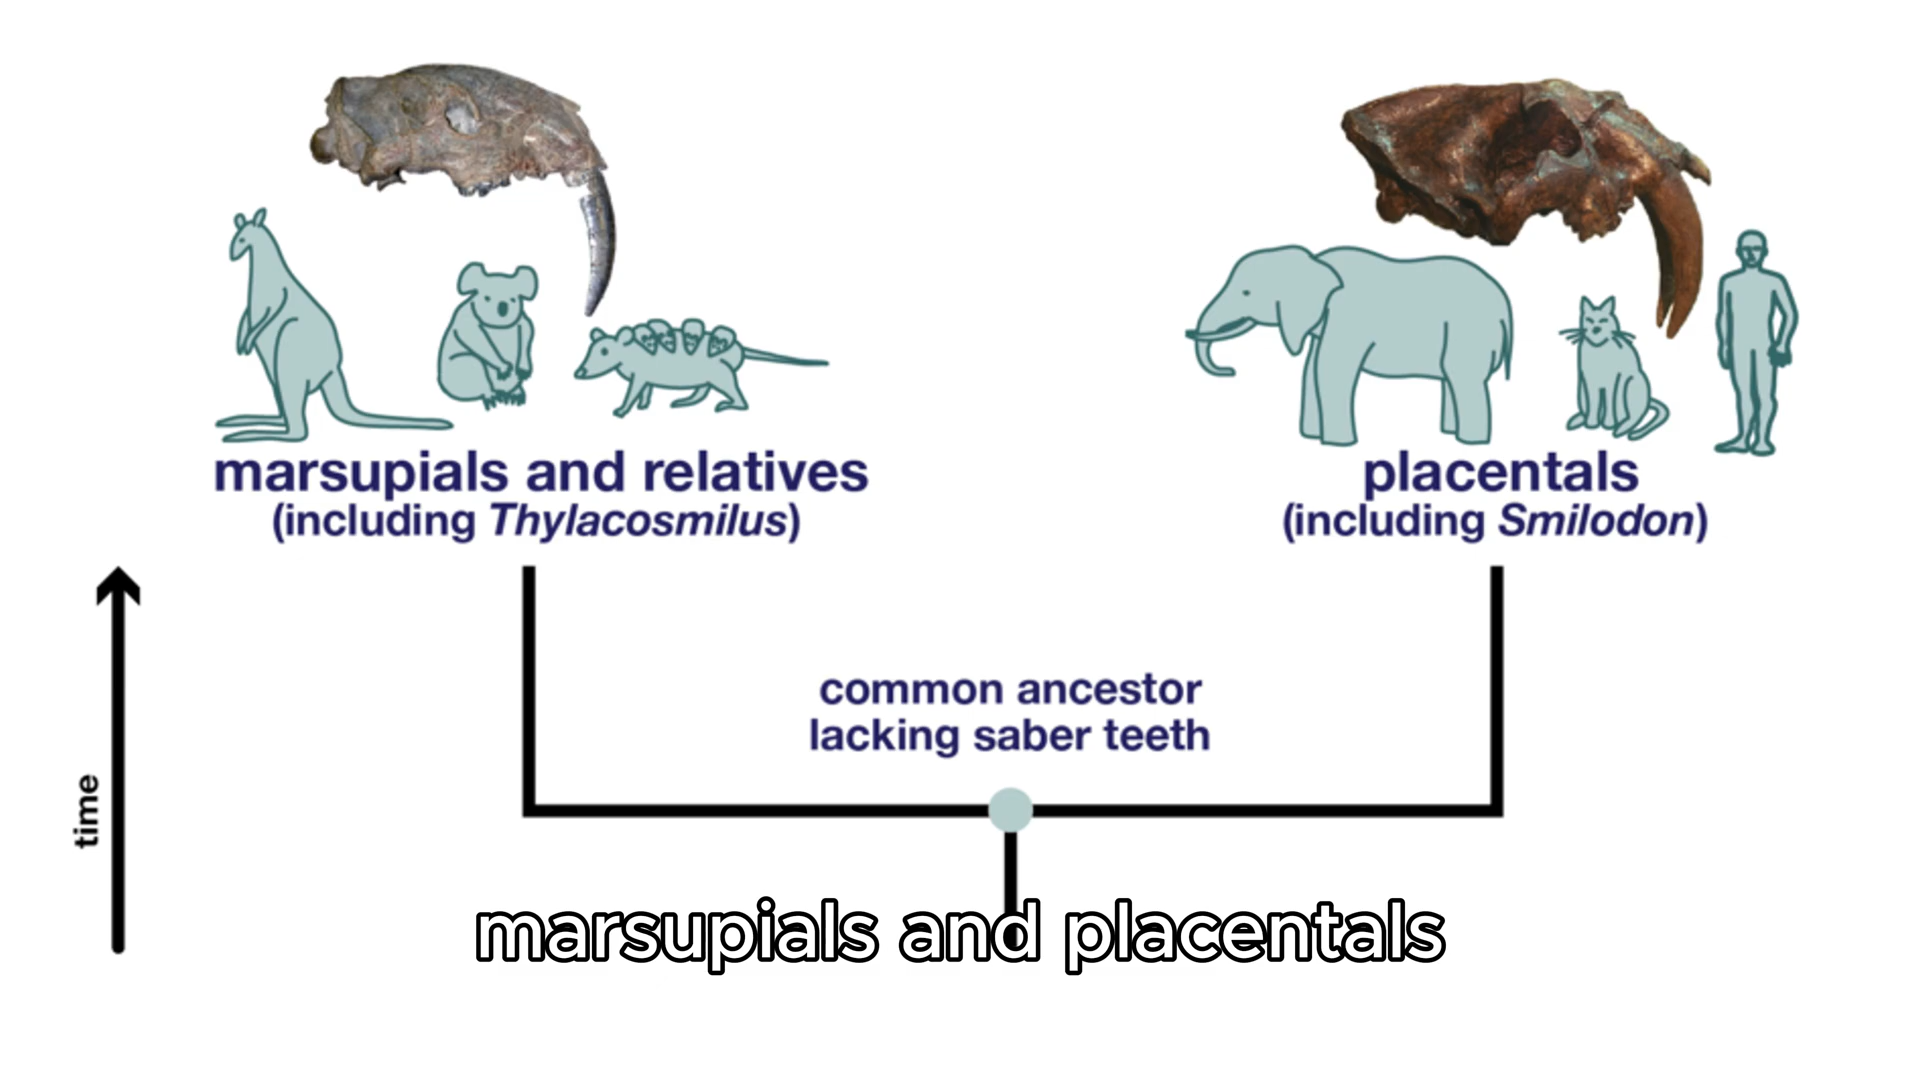 marsupials and relatives
(including Thylacosmilus)
placentals
(including Smilodon)
common ancestor
lacking saber teeth
time
marsupials and placentals